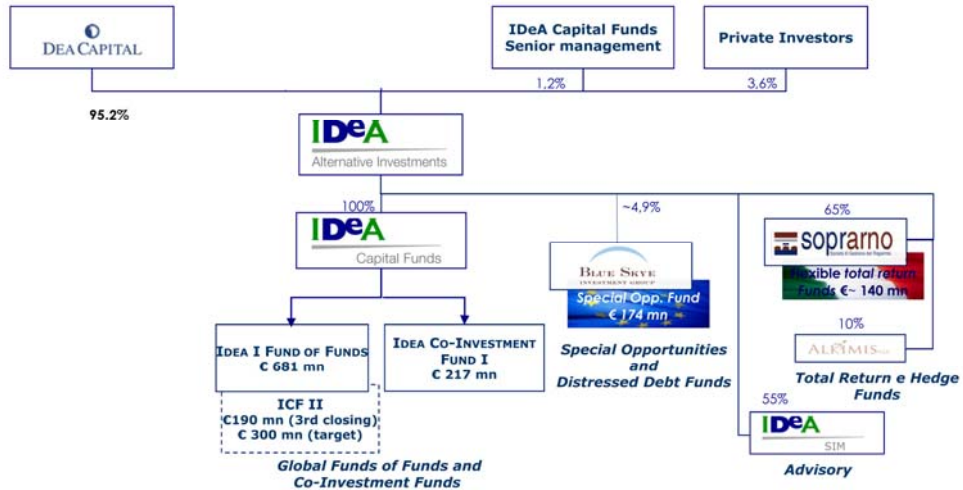 DEA CAPITAL
IDeA Capital Funds
Senior management
Private Investors
1,2%
3,6%
95.2%
IDeA
Alternative Investments
100%
~4,9%
65%
IDeA
Capital Funds
BLUE SKYE
INVESTMENT GROUP
Special Opp. Fund
€ 174 mn
soprarno
Flexible total return
Funds €~ 140 mn
IDEA I FUND OF FUNDS
€ 681 mn
IDEA CO-INVESTMENT
FUND I
€ 217 mn
Special Opportunities
and
Distressed Debt Funds
10%
ALKIMIS
Total Return e Hedge
Funds
ICF II
€190 mn (3rd closing)
€ 300 mn (target)
Global Funds of Funds and
Co-Investment Funds
55%
IDeA
SIM
Advisory